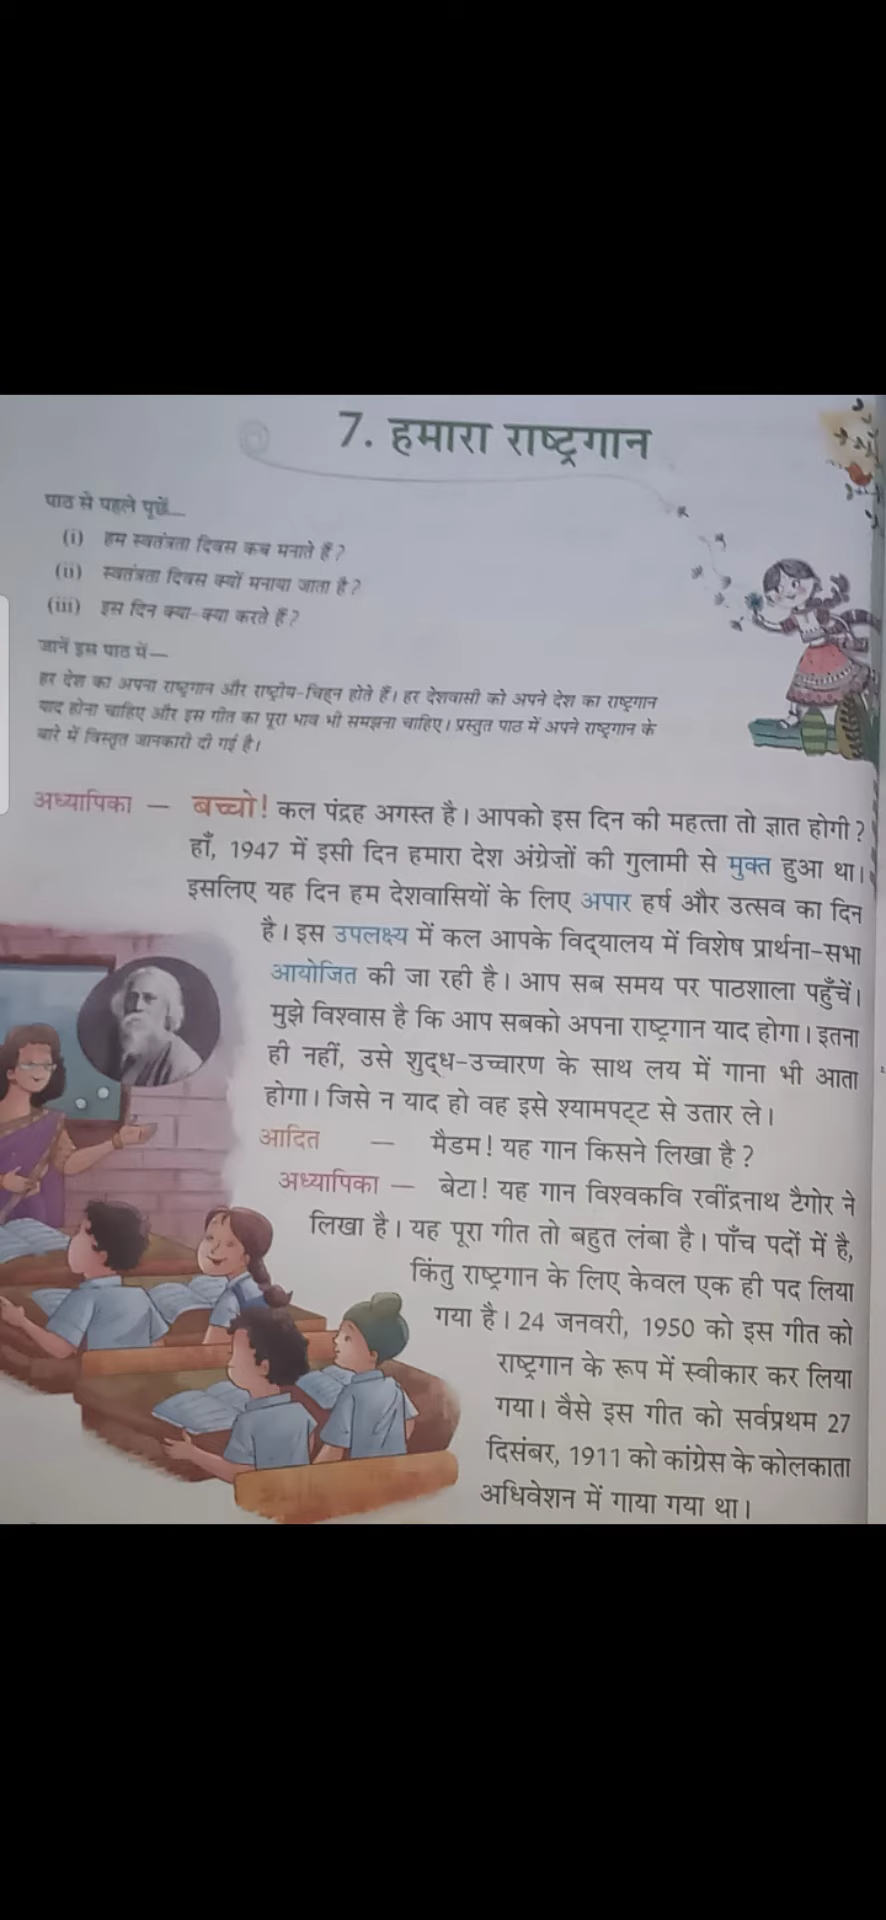 7. हमारा राष्ट्रगान
पाठ से पहले पूछें...
(i) हम स्वतंत्रता दिवस कब मनाते हैं?
(ii) स्वतंत्रता दिवस क्यों मनाया जाता है?
(iii) इस दिन क्या-क्या करते हैं?
जानें इस पाठ में—
हर देश का अपना राष्ट्रगान और राष्ट्रीय-चिह्न होते हैं। हर देशवासी को अपने देश का राष्ट्रगान
याद होना चाहिए और इस गीत का पूरा भाव भी समझना चाहिए। प्रस्तुत पाठ में अपने राष्ट्रगान के
बारे में विस्तृत जानकारी दी गई है।
अध्यापिका — बच्चो! कल पंद्रह अगस्त है। आपको इस दिन की महत्ता तो ज्ञात होगी?
हाँ, 1947 में इसी दिन हमारा देश अंग्रेजों की गुलामी से मुक्त हुआ था।
इसलिए यह दिन हम देशवासियों के लिए अपार हर्ष और उत्सव का दिन
है। इस उपलक्ष्य में कल आपके विद्यालय में विशेष प्रार्थना-सभा
आयोजित की जा रही है। आप सब समय पर पाठशाला पहुँचें।
मुझे विश्वास है कि आप सबको अपना राष्ट्रगान याद होगा। इतना
ही नहीं, उसे शुद्ध-उच्चारण के साथ लय में गाना भी आता
होगा। जिसे न याद हो वह इसे श्यामपट्ट से उतार ले।
आदित — मैडम! यह गान किसने लिखा है?
अध्यापिका — बेटा! यह गान विश्वकवि रवींद्रनाथ टैगोर ने
लिखा है। यह पूरा गीत तो बहुत लंबा है। पाँच पदों में है,
किंतु राष्ट्रगान के लिए केवल एक ही पद लिया
गया है। 24 जनवरी, 1950 को इस गीत को
राष्ट्रगान के रूप में स्वीकार कर लिया
गया। वैसे इस गीत को सर्वप्रथम 27
दिसंबर, 1911 को कांग्रेस के कोलकाता
अधिवेशन में गाया गया था।